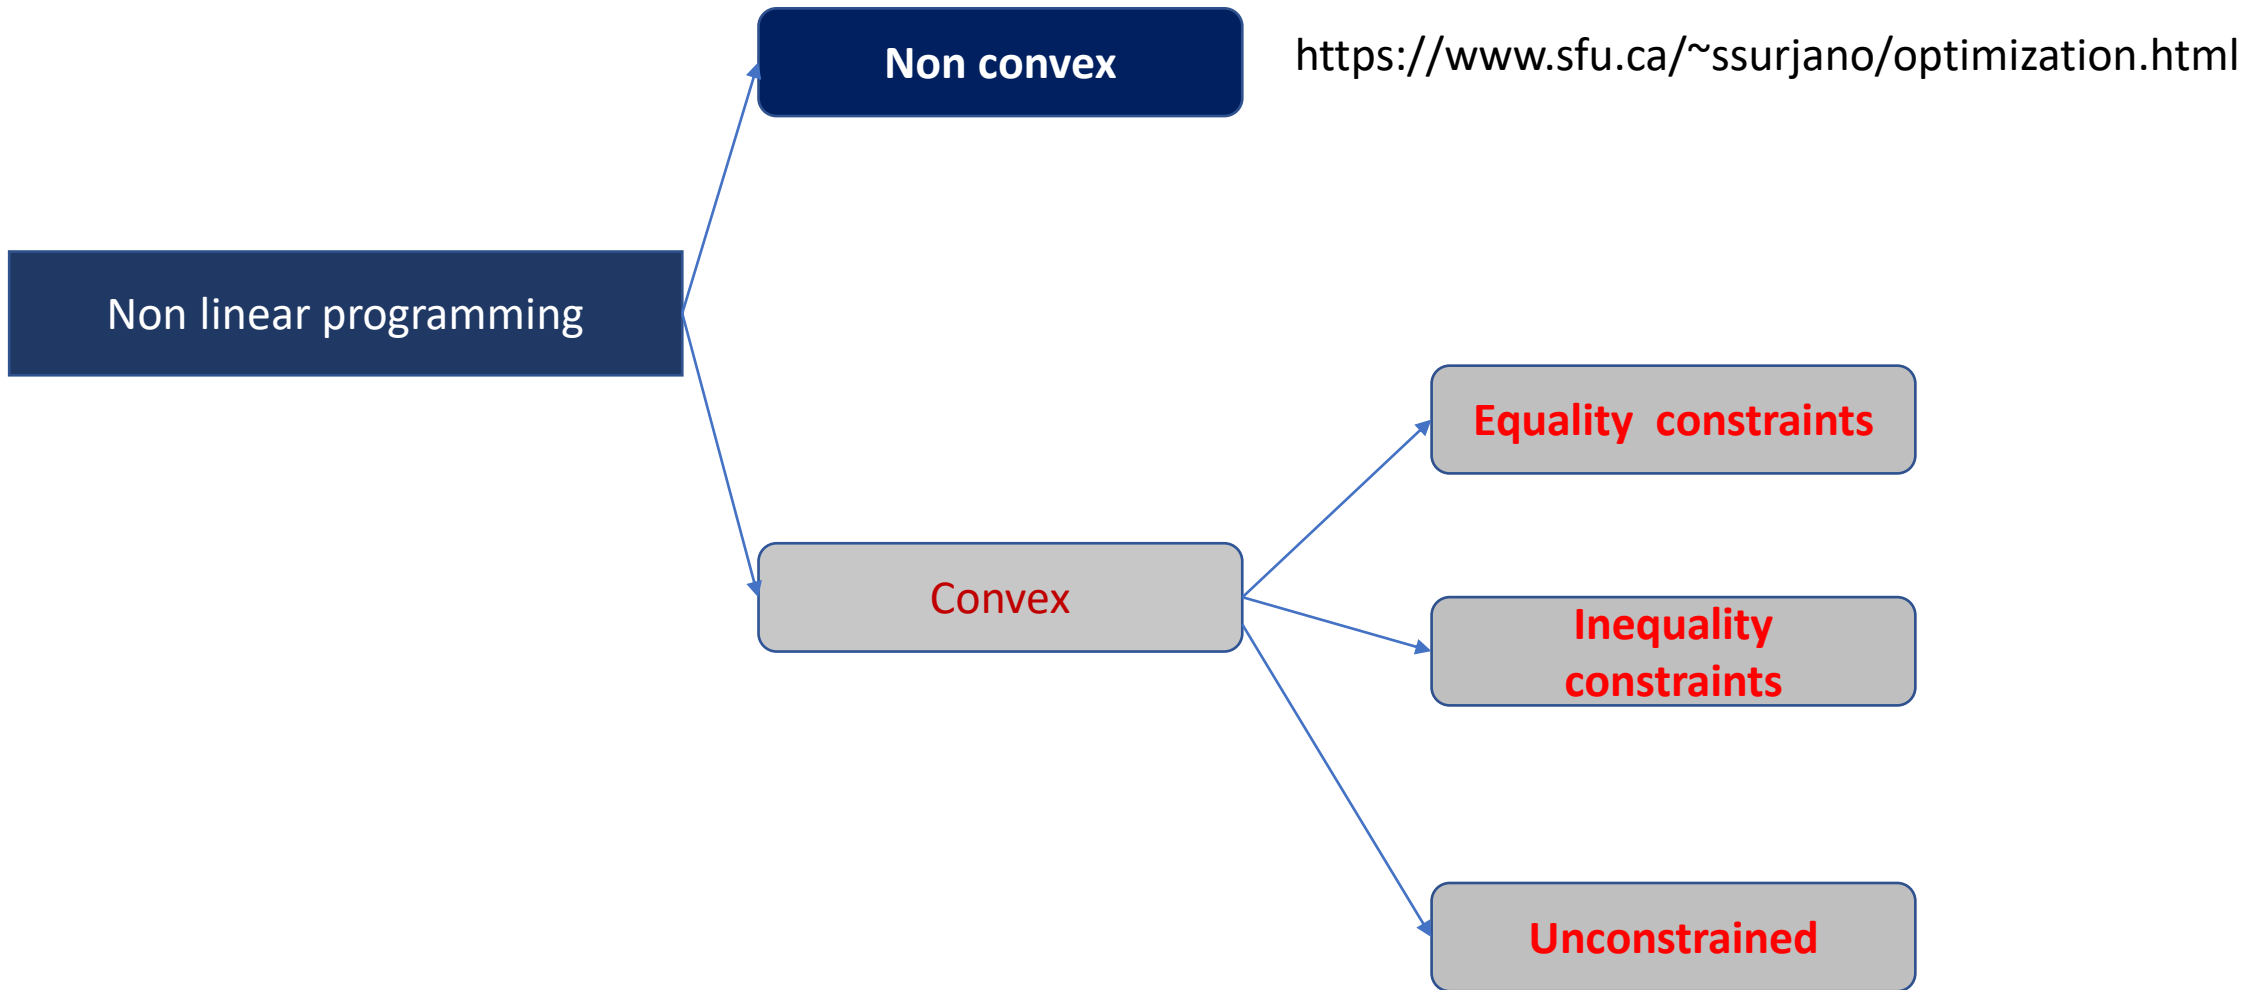 Non convex
https://www.sfu.ca/~ssurjano/optimization.html
Non linear programming
Equality  constraints
Convex
Inequality
constraints
Unconstrained